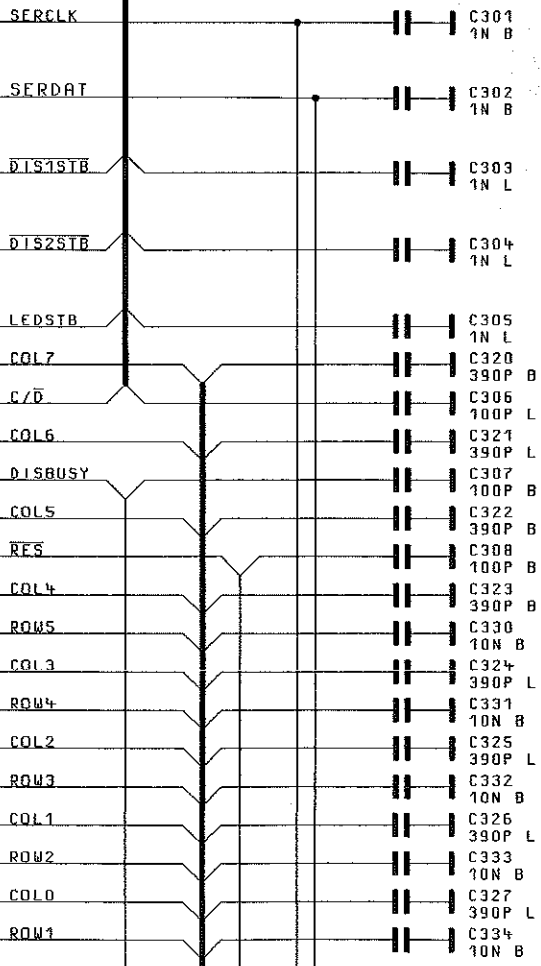 SERCLK
C301
1N B
SERDAT
C302
1N B
DIS1STB
C303
1N L
DIS2STB
C304
1N L
LEDSTB
C305
1N L
COL7
C320
390P B
C/D
C306
100P L
COL6
C321
390P L
DISBUSY
C307
100P B
COL5
C322
390P B
RES
C308
100P B
COL4
C323
390P B
ROW5
C330
10N B
COL3
C324
390P L
ROW4
C331
10N B
COL2
C325
390P L
ROW3
C332
10N B
COL1
C326
390P L
ROW2
C333
10N B
COL0
C327
390P L
ROW1
C334
10N B